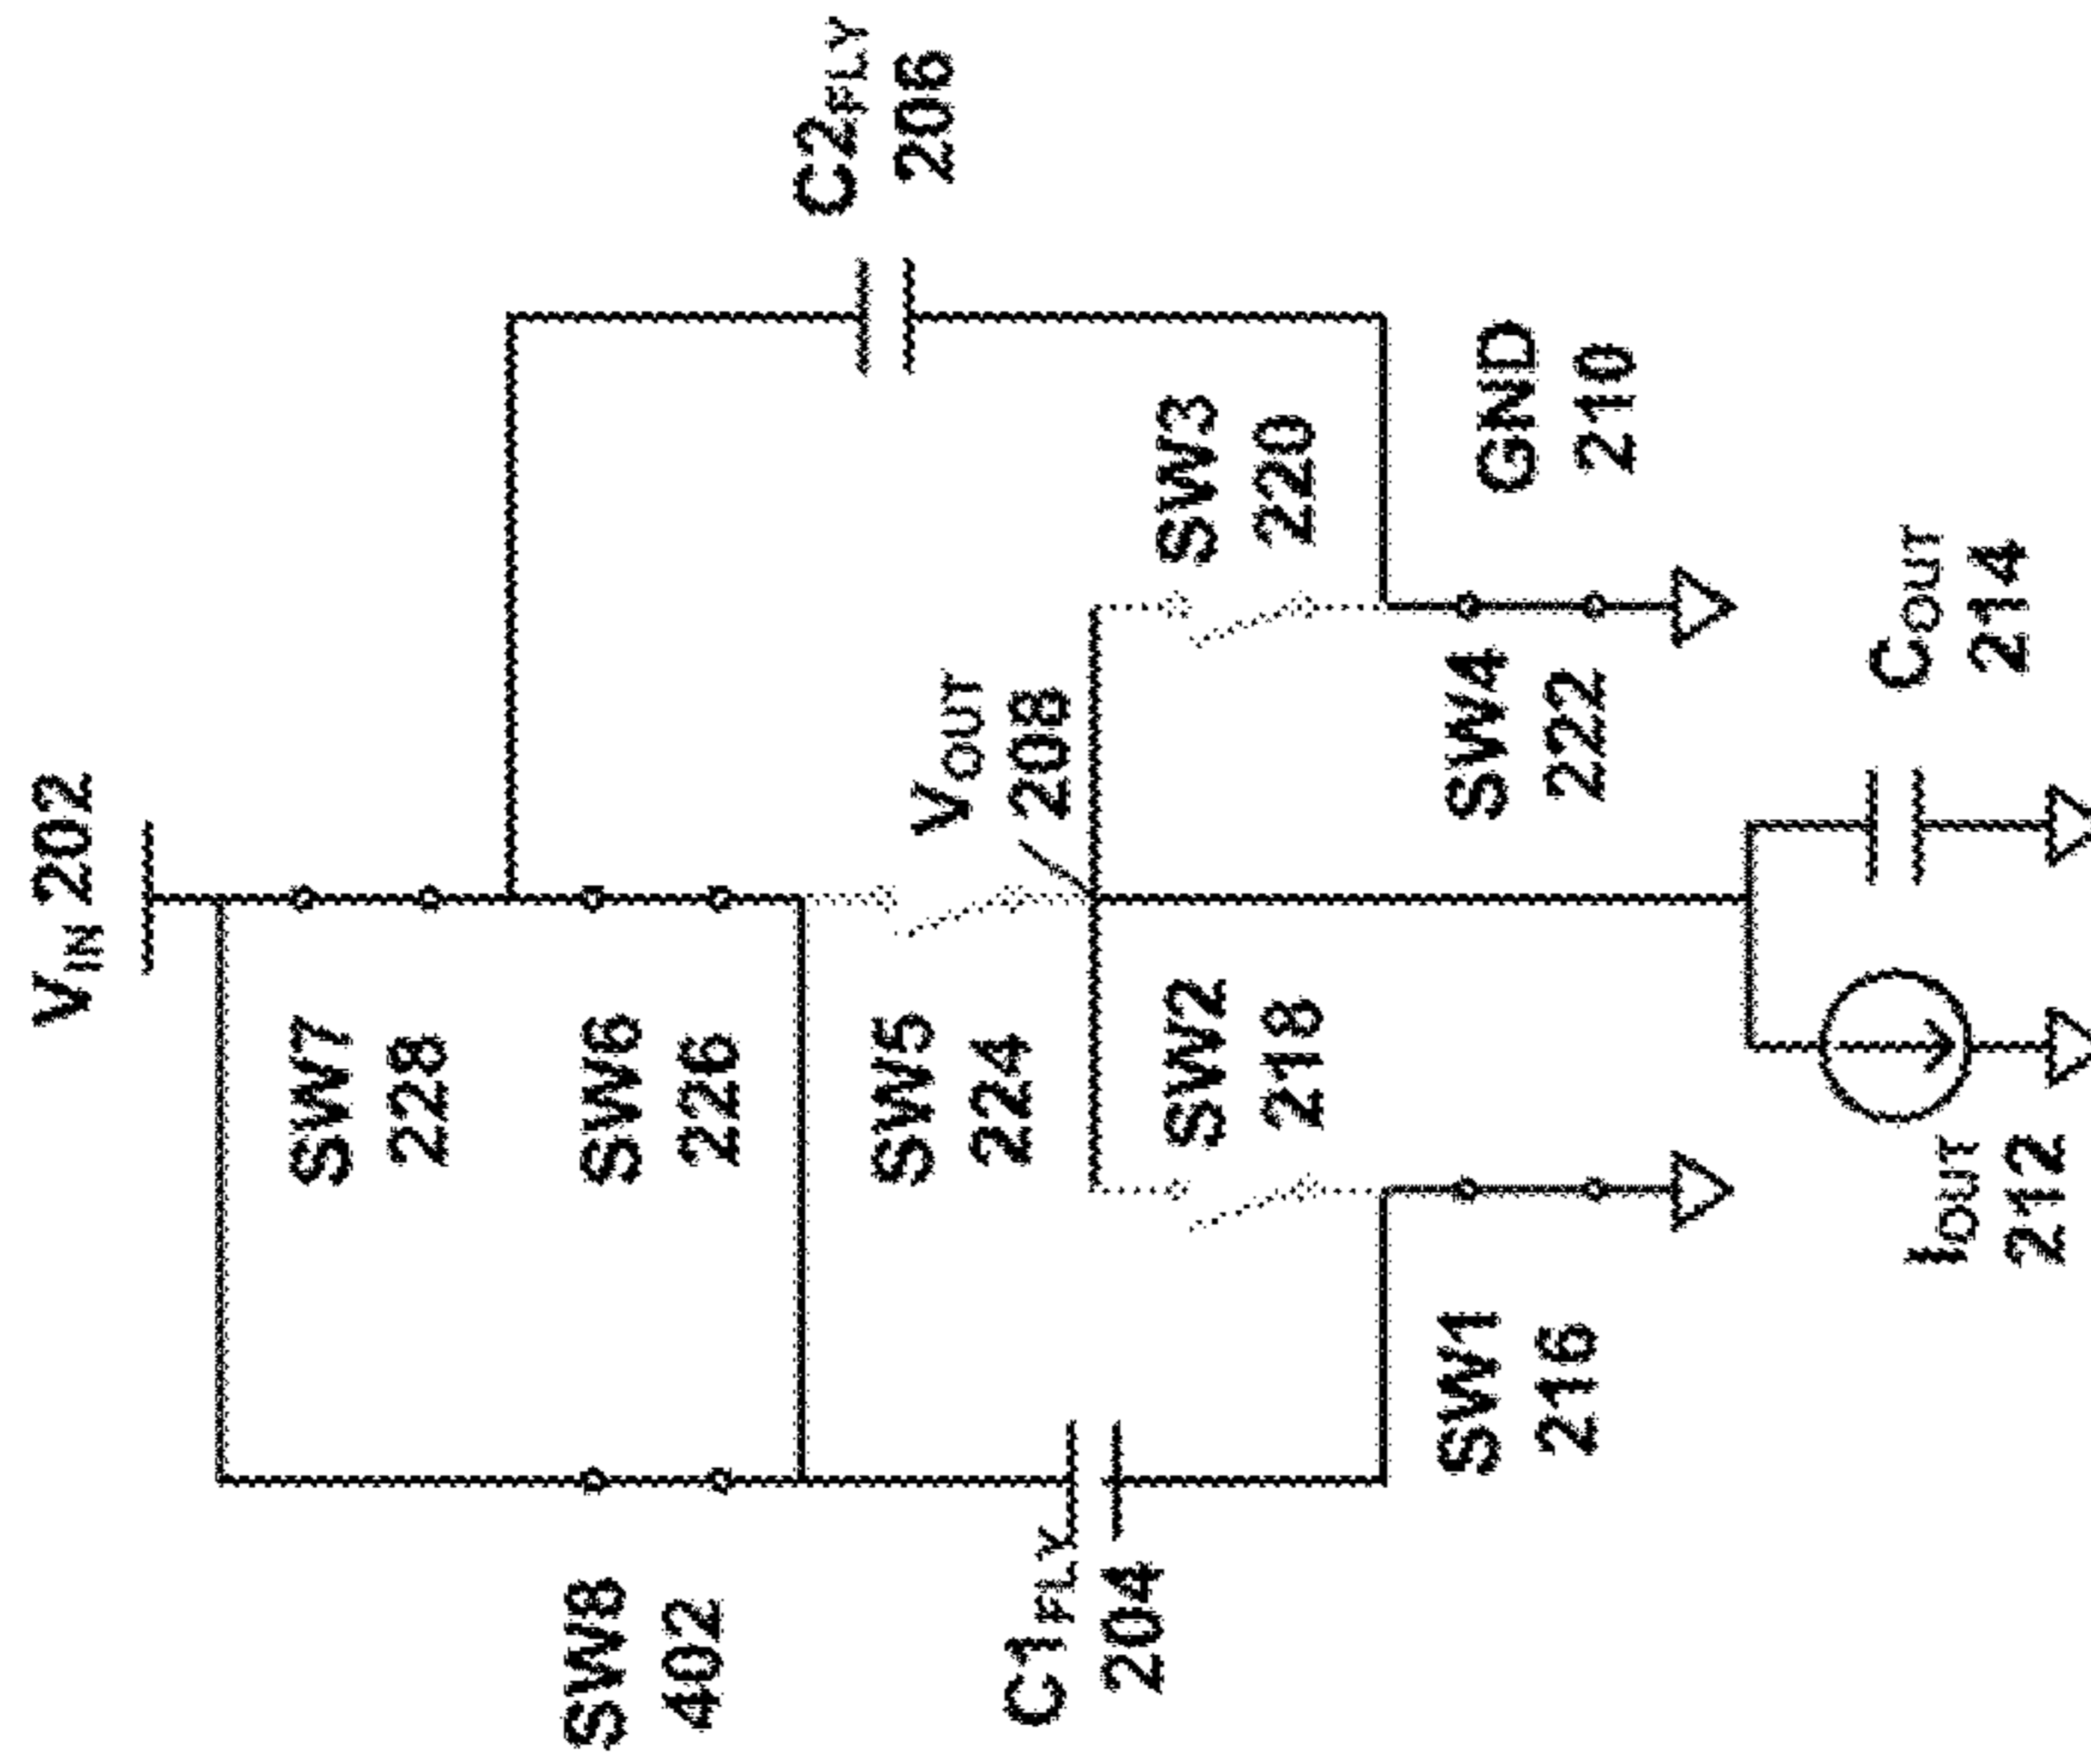 V_IN 202
C2_FLY
206
SW7
228
SW6
226
SW8
402
V_OUT
208
SW5
224
SW3
220
SW2
218
C1_FLY
204
GND
210
SW4
222
SW1
216
C_OUT
214
I_OUT
212